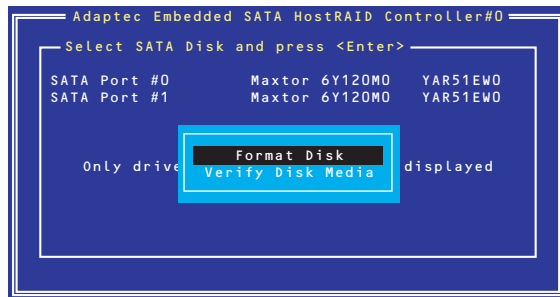 Adaptec Embedded SATA HostRAID Controller#0
Select SATA Disk and press <Enter>
SATA Port #0 Maxtor 6Y120M0 YAR51EW0
SATA Port #1 Maxtor 6Y120M0 YAR51EW0
Format Disk
Only drive displayed
Verify Disk Media